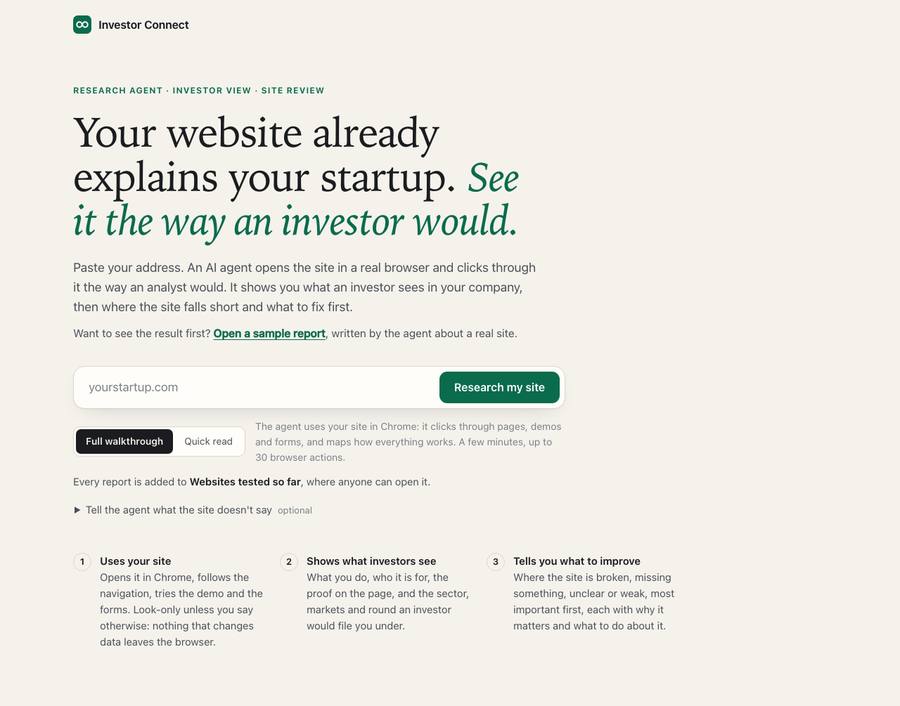 Investor Connect
RESEARCH AGENT · INVESTOR VIEW · SITE REVIEW
Your website already
explains your startup. See
it the way an investor would.
Paste your address. An AI agent opens the site in a real browser and clicks through
it the way an analyst would. It shows you what an investor sees in your company,
then where the site falls short and what to fix first.
Want to see the result first? Open a sample report, written by the agent about a real site.
yourstartup.com
Research my site
Full walkthrough
Quick read
The agent uses your site in Chrome: it clicks through pages, demos
and forms, and maps how everything works. A few minutes, up to
30 browser actions.
Every report is added to Websites tested so far, where anyone can open it.
Tell the agent what the site doesn't say optional
1 Uses your site
Opens it in Chrome, follows the
navigation, tries the demo and the
forms. Look-only unless you say
otherwise: nothing that changes
data leaves the browser.
2 Shows what investors see
What you do, who it is for, the
proof on the page, and the sector,
markets and round an investor
would file you under.
3 Tells you what to improve
Where the site is broken, missing
something, unclear or weak, most
important first, each with why it
matters and what to do about it.